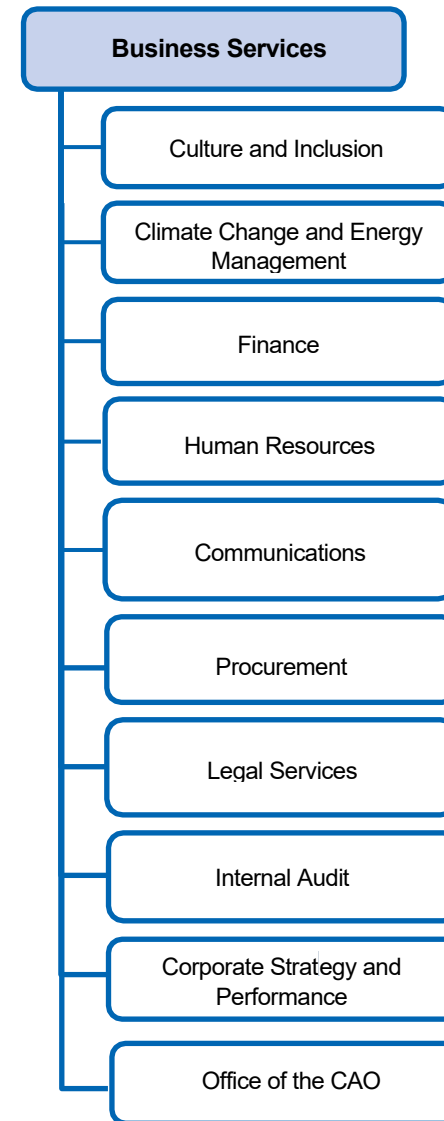 Business Services
Culture and Inclusion
Climate Change and Energy
Management
Finance
Human Resources
Communications
Procurement
Legal Services
Internal Audit
Corporate Strategy and
Performance
Office of the CAO